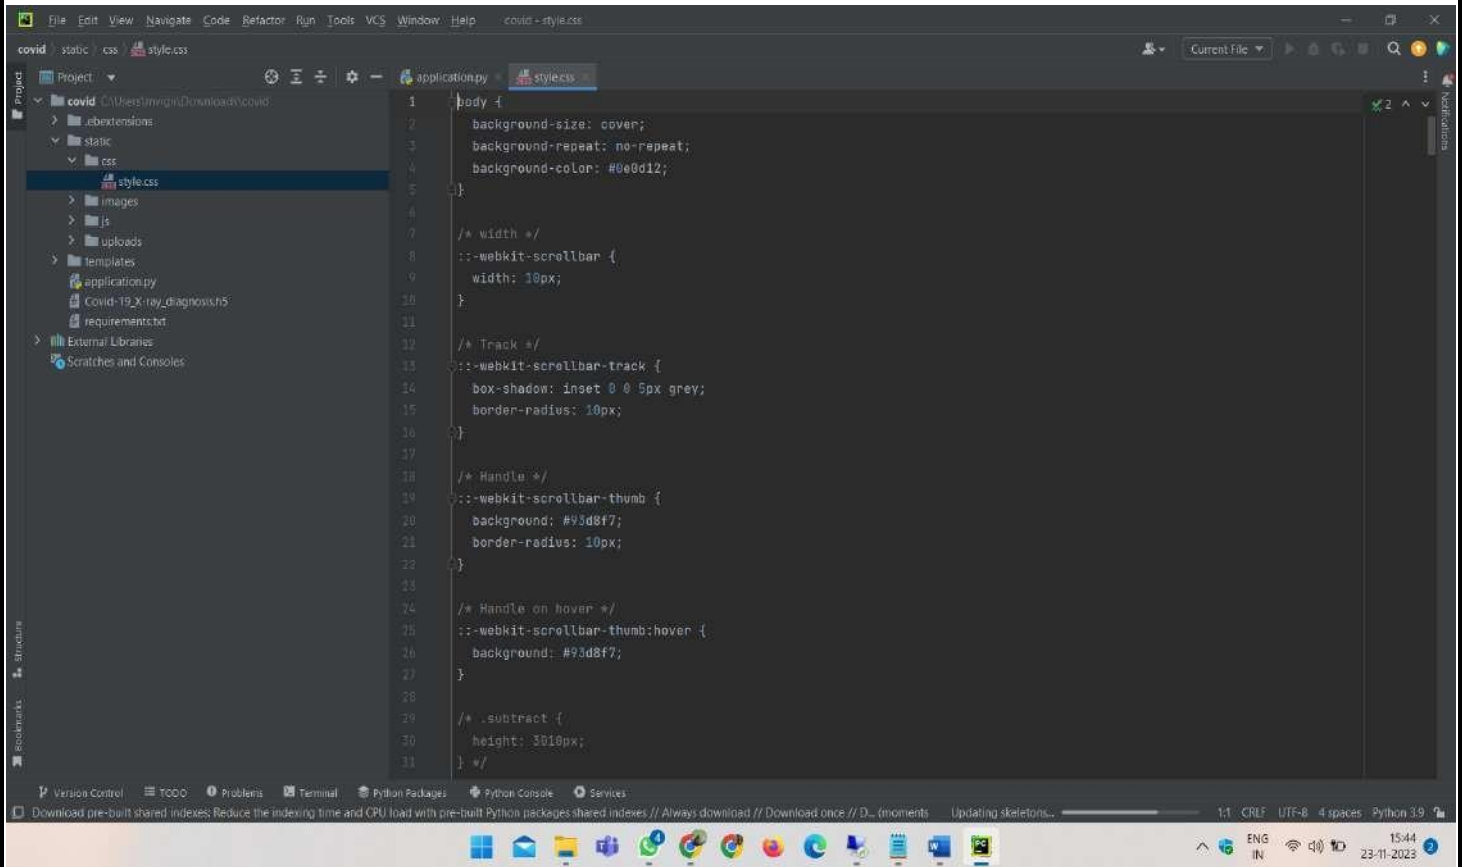 File Edit View Navigate Code Refactor Run Tools VCS Window Help covid - style.css
covid static css style.css
Current File
Project
application.py
style.css
Project
Notifications
covid C:\Users\
.ebextensions
static
css
style.css
images
js
uploads
templates
application.py
Covid-19_X-ray_diagnosis.h5
requirements.txt
External Libraries
Scratches and Consoles
2
1 body {
2 background-size: cover;
3 background-repeat: no-repeat;
4 background-color: #0e0d12;
5 }
6
7 /* width */
8 ::-webkit-scrollbar {
9 width: 10px;
10 }
11
12 /* Track */
13 ::-webkit-scrollbar-track {
14 box-shadow: inset 0 0 5px grey;
15 border-radius: 10px;
16 }
17
18 /* Handle */
19 ::-webkit-scrollbar-thumb {
20 background: #93d8f7;
21 border-radius: 10px;
22 }
23
24 /* Handle on hover */
25 ::-webkit-scrollbar-thumb:hover {
26 background: #93d8f7;
27 }
28
29 /* .subtract {
30 height: 3010px;
31 } */
Structure
Bookmarks
Version Control TODO Problems Terminal Python Packages Python Console Services
Download pre-built shared indexes: Reduce the indexing time and CPU load with pre-built Python packages shared indexes // Always download // Download once // D... (moments Updating skeletons... 1:1 CRLF UTF-8 4 spaces Python 3.9
ENG
IN
15:44
23-11-2023
2